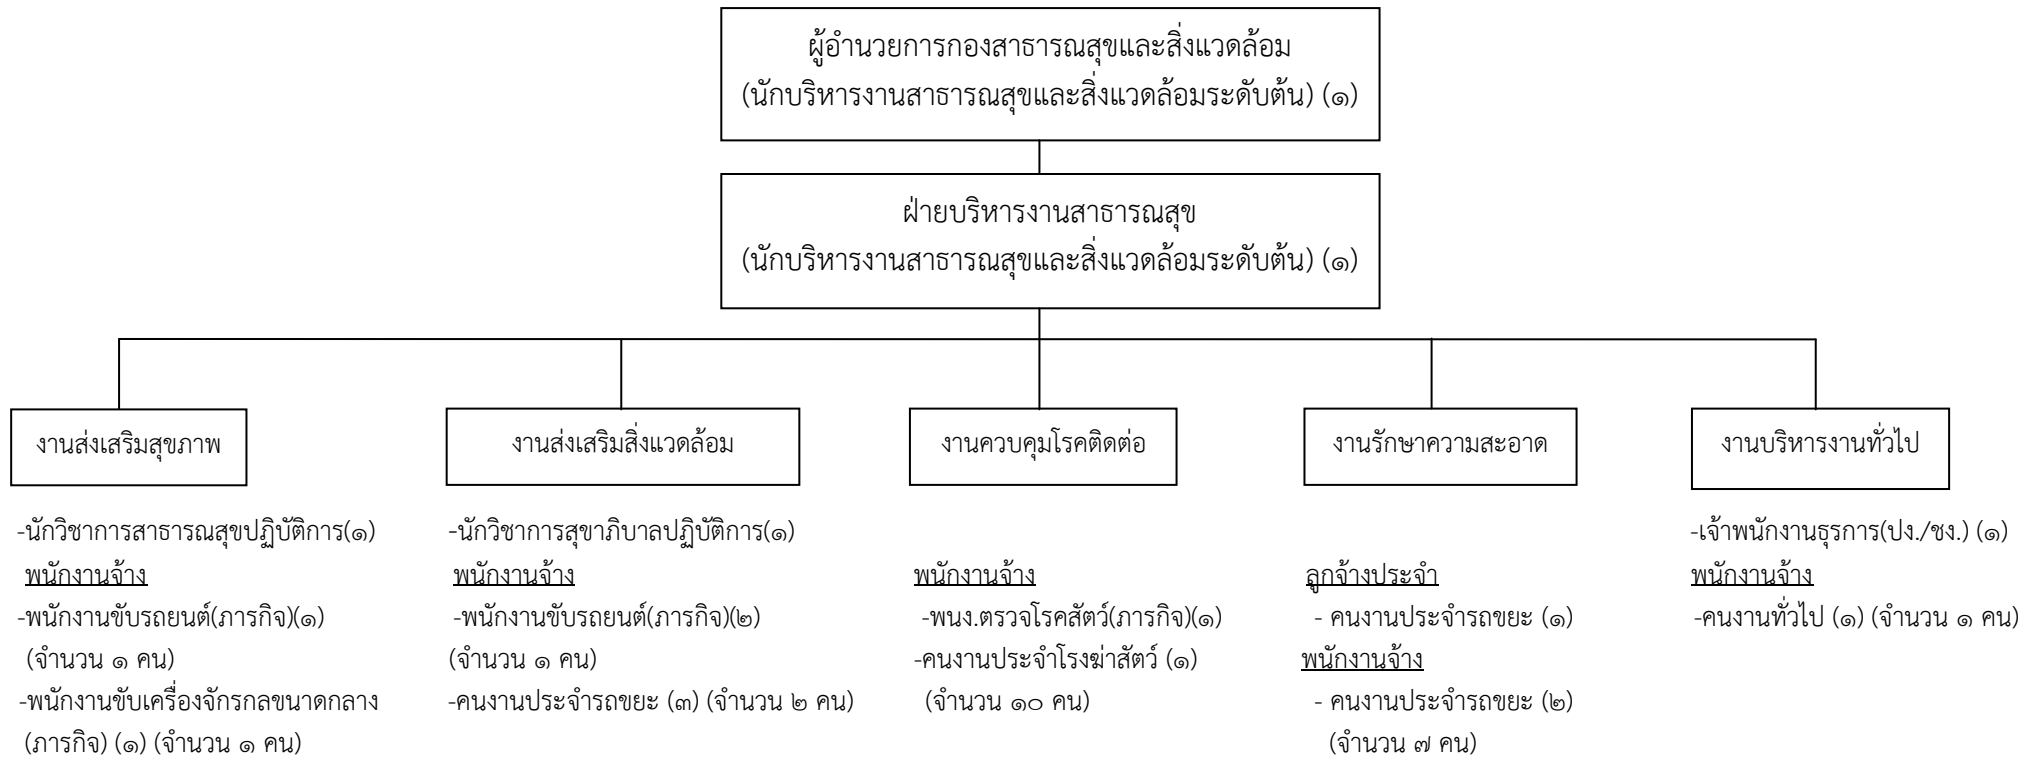 ผู้อำนวยการกองสาธารณสุขและสิ่งแวดล้อม
(นักบริหารงานสาธารณสุขและสิ่งแวดล้อมระดับต้น) (๑)
ฝ่ายบริหารงานสาธารณสุข
(นักบริหารงานสาธารณสุขและสิ่งแวดล้อมระดับต้น) (๑)
งานส่งเสริมสุขภาพ
-นักวิชาการสาธารณสุขปฏิบัติการ(๑)
พนักงานจ้าง
-พนักงานขับรถยนต์(ภารกิจ)(๑)
(จำนวน ๑ คน)
-พนักงานขับเครื่องจักรกลขนาดกลาง
(ภารกิจ) (๑) (จำนวน ๑ คน)
งานส่งเสริมสิ่งแวดล้อม
-นักวิชาการสุขาภิบาลปฏิบัติการ(๑)
พนักงานจ้าง
-พนักงานขับรถยนต์(ภารกิจ)(๒)
(จำนวน ๑ คน)
-คนงานประจำรถขยะ (๓) (จำนวน ๒ คน)
งานควบคุมโรคติดต่อ
พนักงานจ้าง
-พนง.ตรวจโรคสัตว์(ภารกิจ)(๑)
-คนงานประจำโรงฆ่าสัตว์ (๑)
(จำนวน ๑๐ คน)
งานรักษาความสะอาด
ลูกจ้างประจำ
- คนงานประจำรถขยะ (๑)
พนักงานจ้าง
- คนงานประจำรถขยะ (๒)
(จำนวน ๗ คน)
งานบริหารงานทั่วไป
-เจ้าพนักงานธุรการ(ปง./ชง.) (๑)
พนักงานจ้าง
-คนงานทั่วไป (๑) (จำนวน ๑ คน)